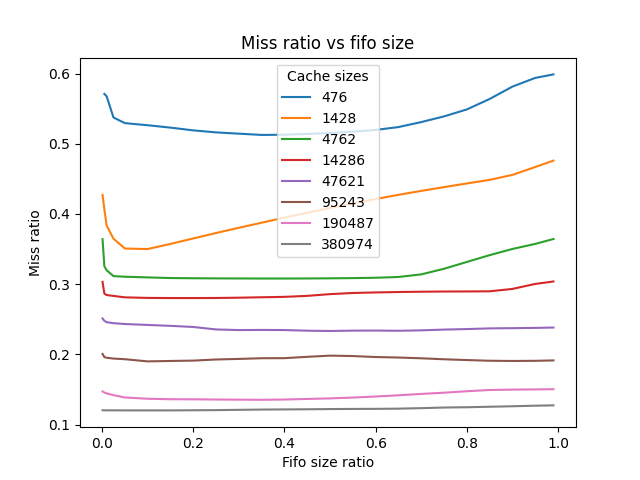 Miss ratio vs fifo size
Cache sizes
476
1428
4762
14286
47621
95243
190487
380974
Miss ratio
0.6
0.5
0.4
0.3
0.2
0.1
0.0 0.2 0.4 0.6 0.8 1.0
Fifo size ratio